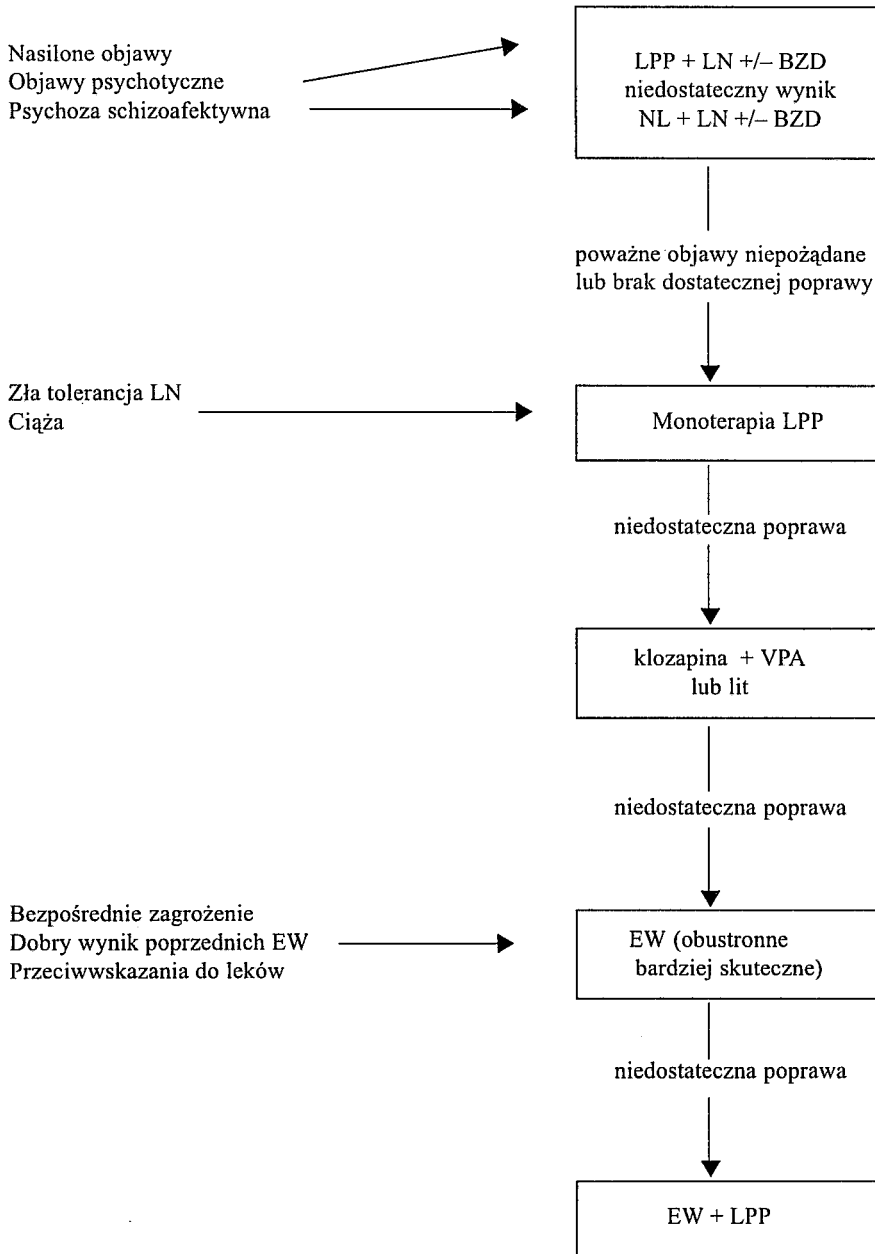 Nasilone objawy
Objawy psychotyczne
Psychoza schizoafektywna
LPP + LN +/– BZD
niedostateczny wynik
NL + LN +/– BZD
poważne objawy niepożądane
lub brak dostatecznej poprawy
Zła tolerancja LN
Ciąża
Monoterapia LPP
niedostateczna poprawa
klozapina + VPA
lub lit
niedostateczna poprawa
Bezpośrednie zagrożenie
Dobry wynik poprzednich EW
Przeciwwskazania do leków
EW (obustronne
bardziej skuteczne)
niedostateczna poprawa
EW + LPP